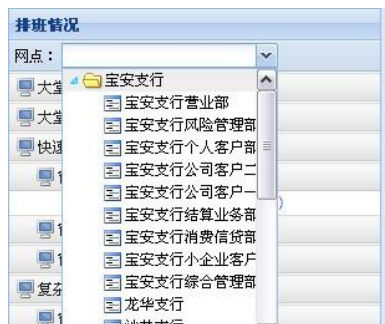 排班情况
网点：
宝安支行
大堂
宝安支行营业部
大堂
宝安支行风险管理部
快速
宝安支行个人客户部
宝安支行公司客户二
宝安支行公司客户一
)
宝安支行结算业务部
宝安支行消费信贷部
宝安支行小企业客户
宝安支行综合管理部
复杂
龙华支行